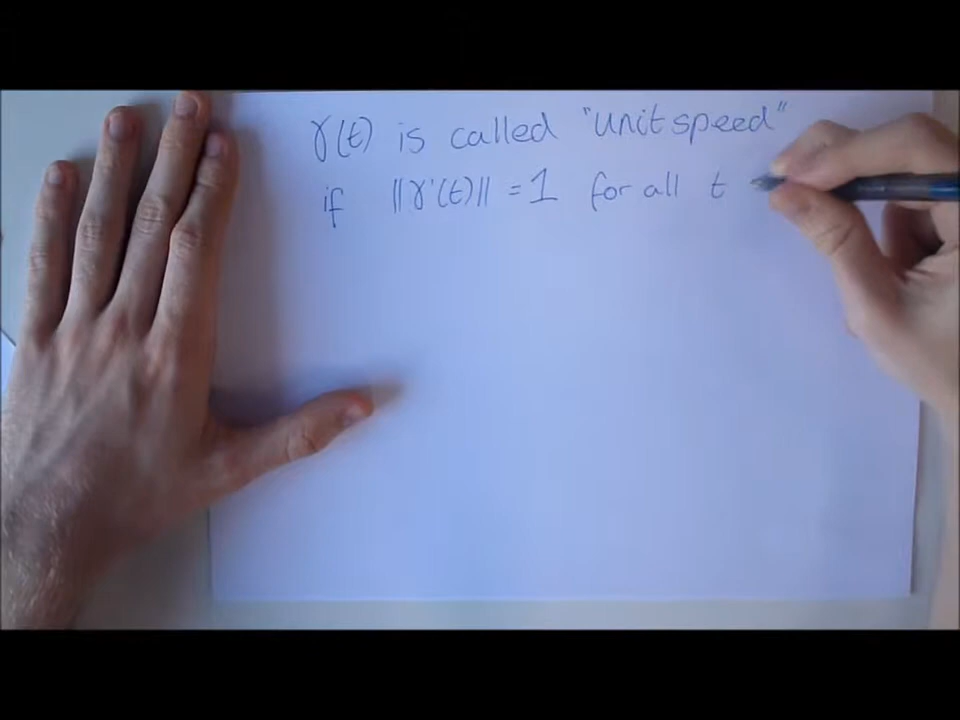 γ(t) is called "unit speed"
if ||γ'(t)|| = 1 for all t